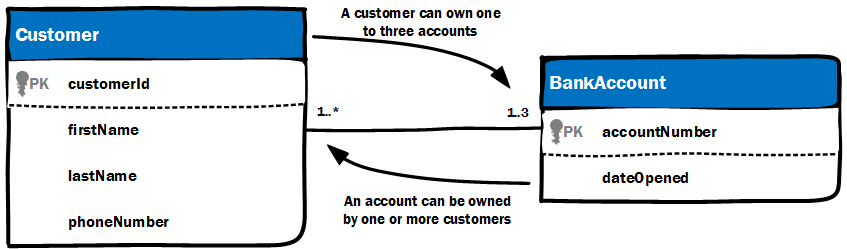 Customer
PK customerId
firstName
lastName
phoneNumber
A customer can own one
to three accounts
1..*
1..3
An account can be owned
by one or more customers
BankAccount
PK accountNumber
dateOpened